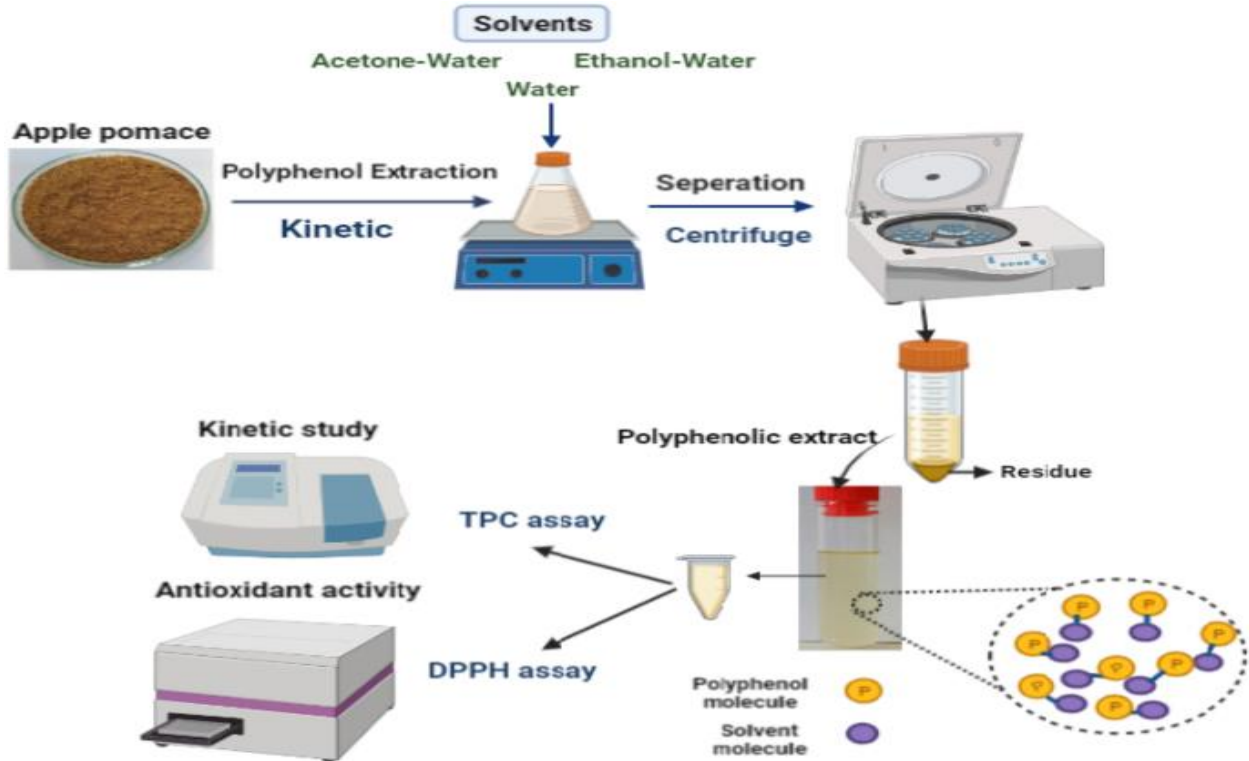 Solvents
Acetone-Water
Ethanol-Water
Water
Apple pomace
Polyphenol Extraction
Kinetic
Seperation
Centrifuge
Polyphenolic extract
Residue
Kinetic study
TPC assay
Antioxidant activity
DPPH assay
Polyphenol
molecule
P
Solvent
molecule
P
P
P
P
P
P
P
P